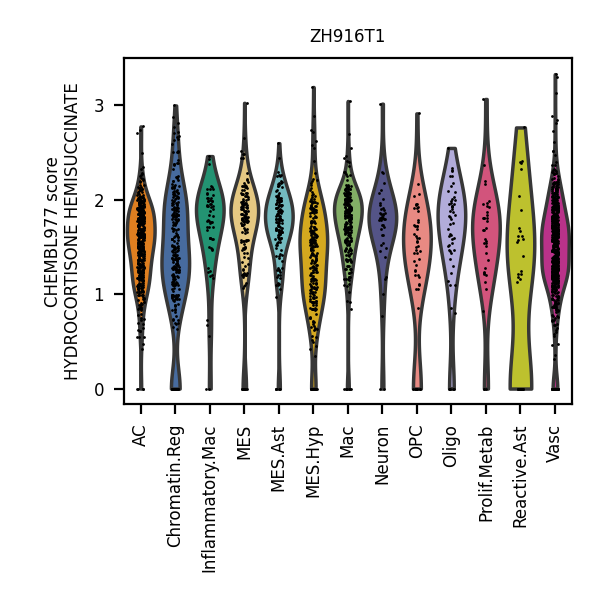 ZH916T1
CHEMBL977 score
HYDROCORTISONE HEMISUCCINATE
3
2
1
0
AC
Chromatin.Reg
Inflammatory.Mac
MES
MES.Ast
MES.Hyp
Mac
Neuron
OPC
Oligo
Prolif.Metab
Reactive.Ast
Vasc